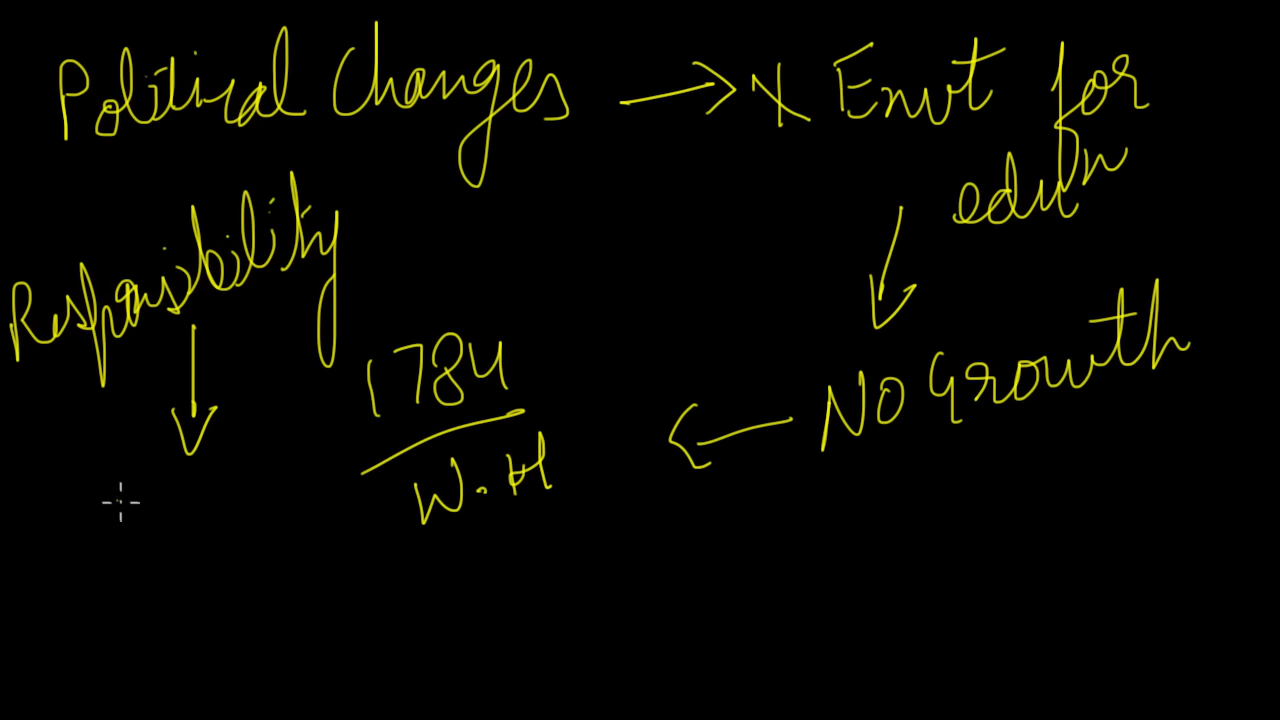 Political Changes → X Envt for
edun
Responsibility
No Growth
1784
W.H